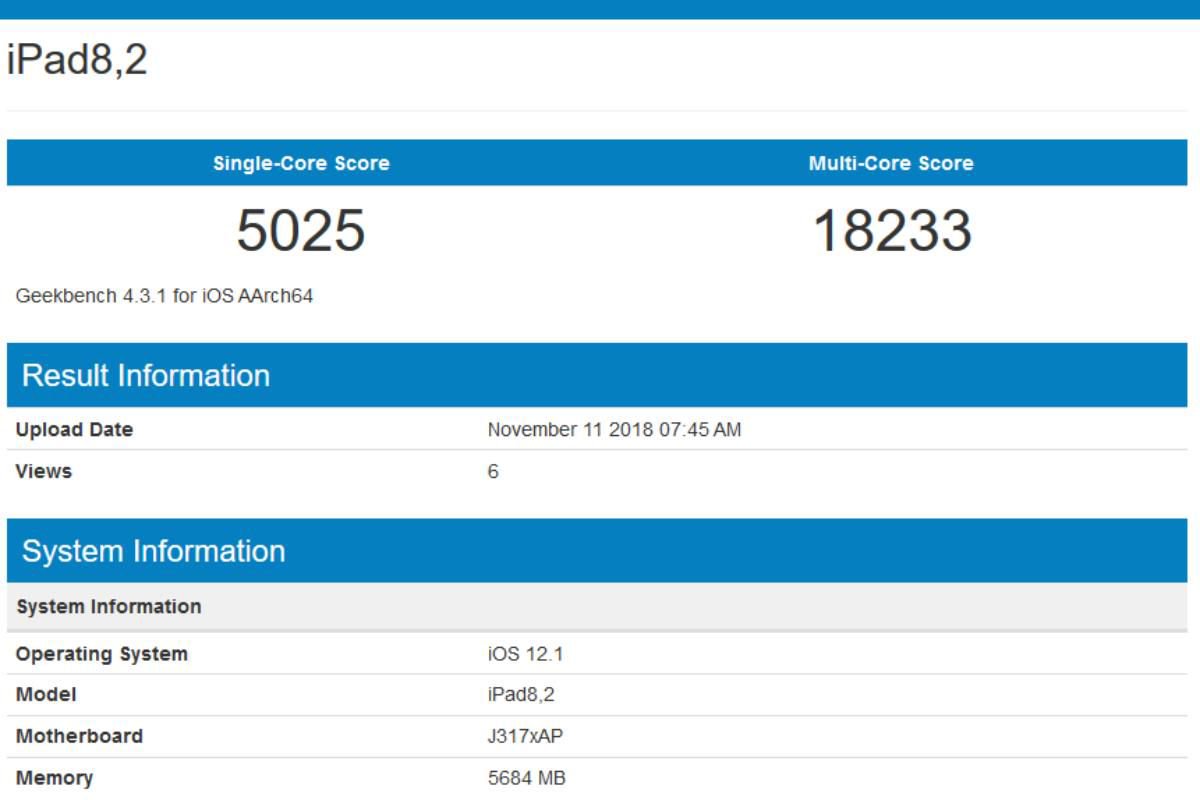 iPad8,2
Single-Core Score Multi-Core Score
5025 18233
Geekbench 4.3.1 for iOS AArch64
Result Information
Upload Date November 11 2018 07:45 AM
Views 6
System Information
System Information
Operating System iOS 12.1
Model iPad8,2
Motherboard J317xAP
Memory 5684 MB